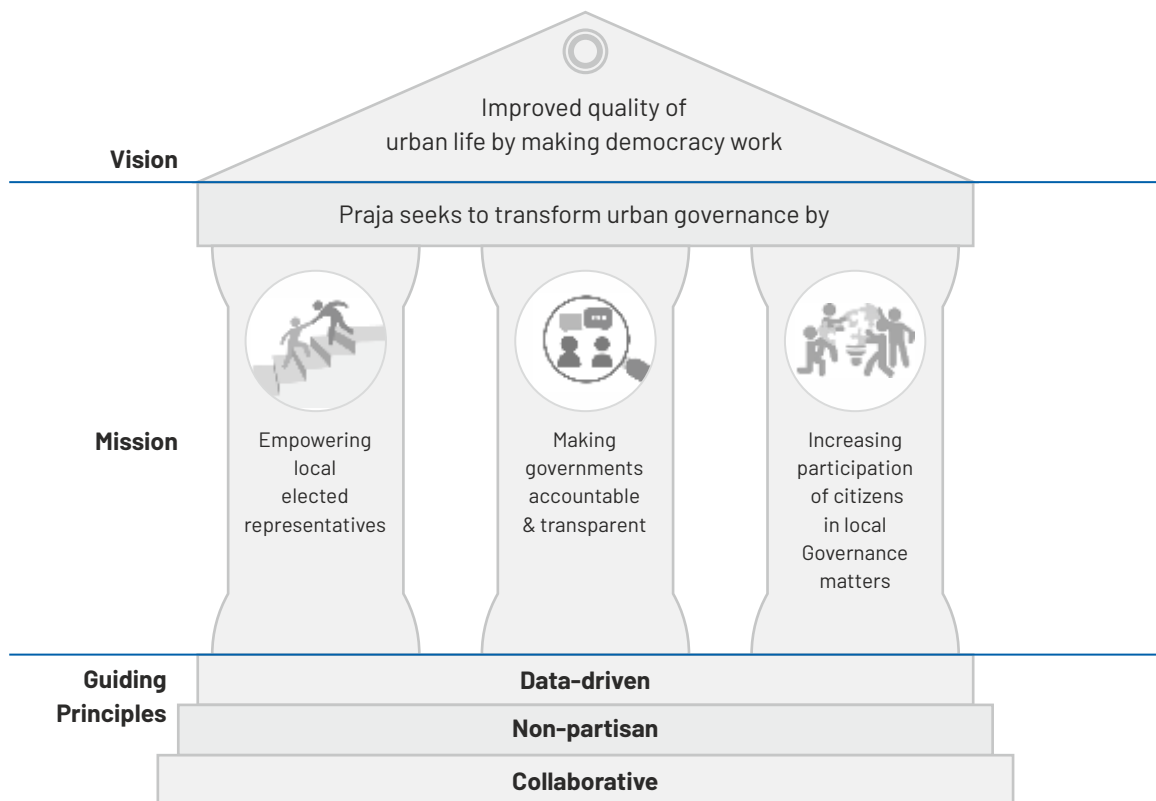 Improved quality of
urban life by making democracy work
Vision
Praja seeks to transform urban governance by
Mission
Empowering
local
elected
representatives
Making
governments
accountable
& transparent
Increasing
participation
of citizens
in local
Governance
matters
Guiding
Principles
Data-driven
Non-partisan
Collaborative